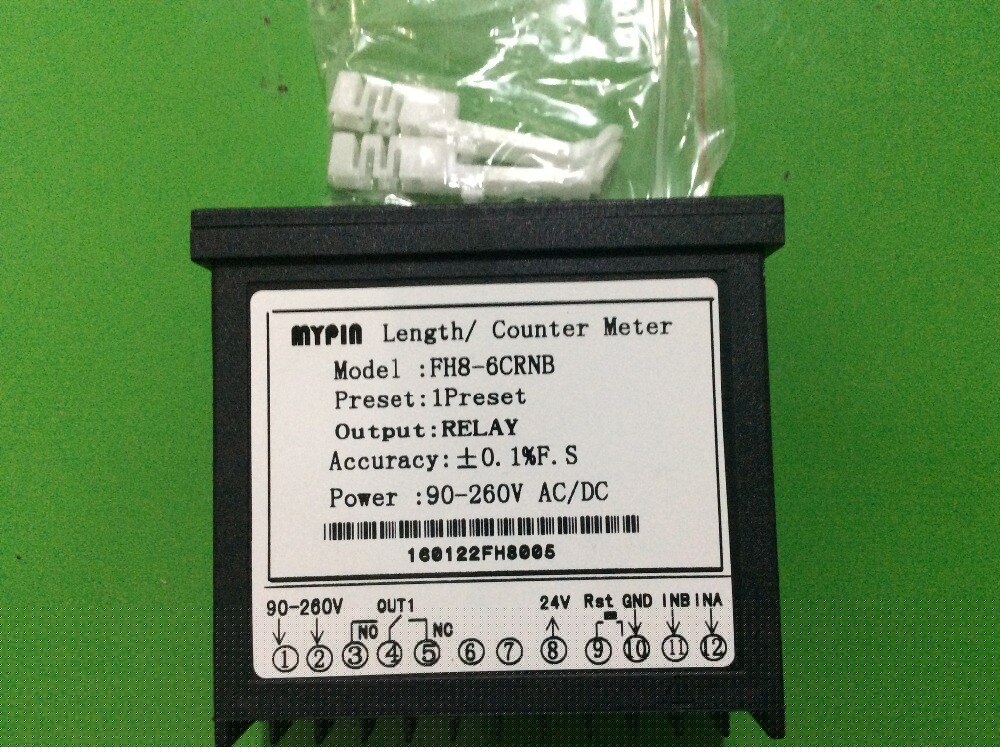 MYPIN Length/ Counter Meter
Model :FH8-6CRNB
Preset:1Preset
Output:RELAY
Accuracy:±0.1%F.S
Power :90-260V AC/DC
160122FH8005
90-260V OUT1 24V Rst GND INB INA
NO NC
1 2 3 4 5 6 7 8 9 10 11 12